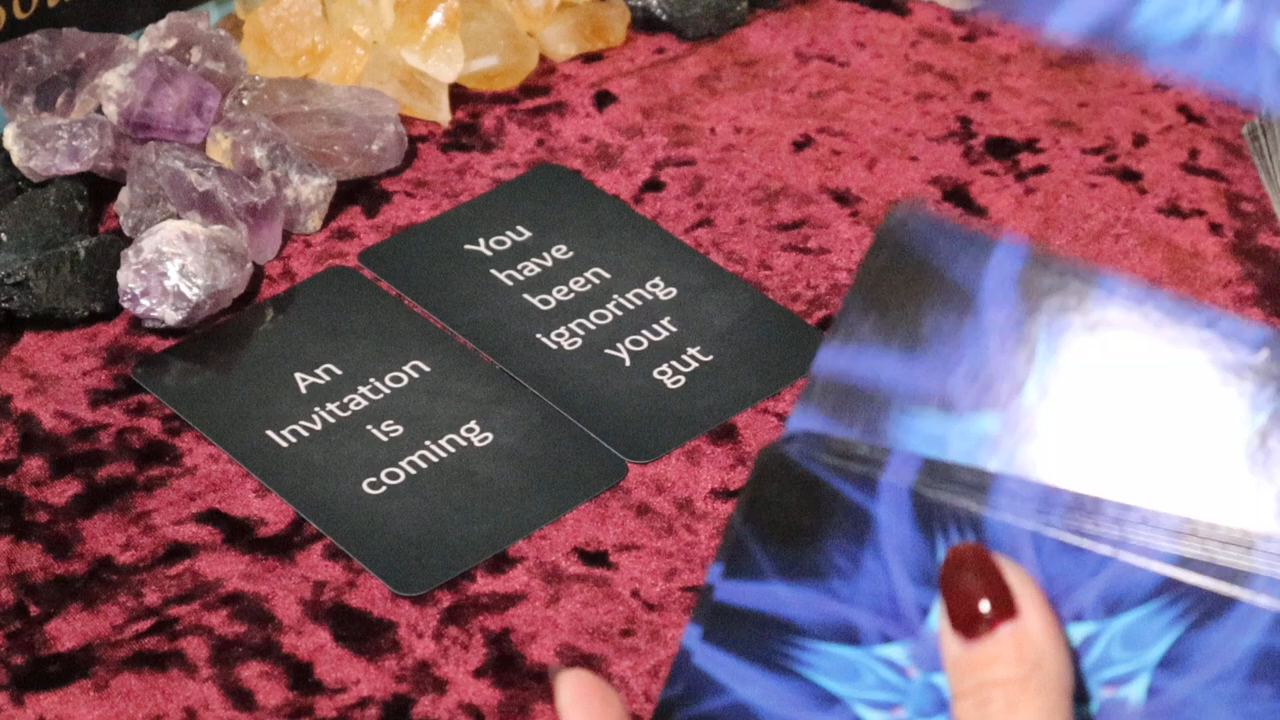 An
Invitation
is
coming
You
have
been
ignoring
your
gut